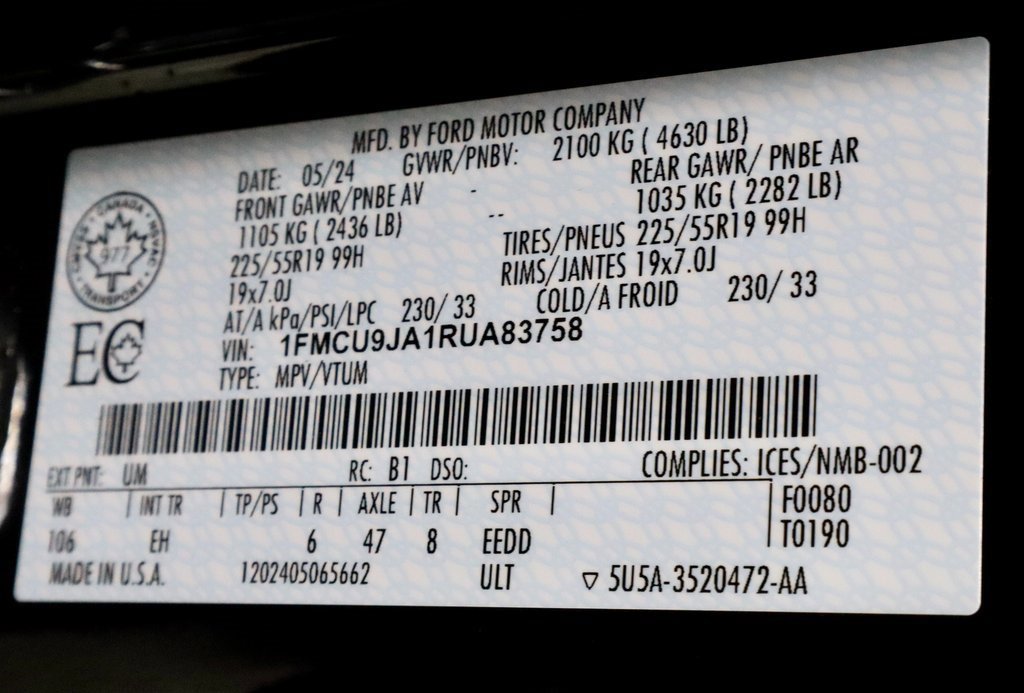 MFD. BY FORD MOTOR COMPANY
DATE: 05/24 GVWR/PNBV: 2100 KG ( 4630 LB)
FRONT GAWR/PNBE AV - REAR GAWR/ PNBE AR
1105 KG ( 2436 LB) -- 1035 KG ( 2282 LB)
225/55R19 99H TIRES/PNEUS 225/55R19 99H
19x7.0J RIMS/JANTES 19x7.0J
AT/A kPa/PSI/LPC 230/ 33 COLD/A FROID 230/ 33
VIN: 1FMCU9JA1RUA83758
TYPE: MPV/VTUM
CANADA
977
TRANSPORT
EC
EXT PNT: UM RC: B1 DSO: COMPLIES: ICES/NMB-002
WB | INT TR | TP/PS | R | AXLE | TR | SPR | F0080
106 EH 6 47 8 EEDD T0190
MADE IN U.S.A. 1202405065662 ULT ▽ 5U5A-3520472-AA